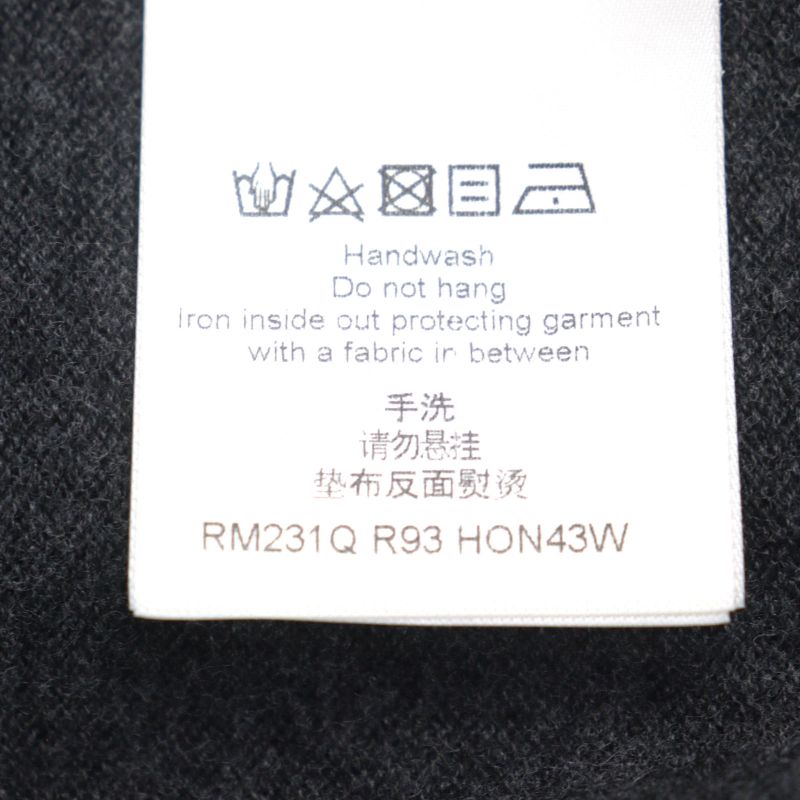 Handwash
Do not hang
Iron inside out protecting garment
with a fabric in between
手洗
请勿悬挂
垫布反面熨烫
RM231Q R93 HON43W